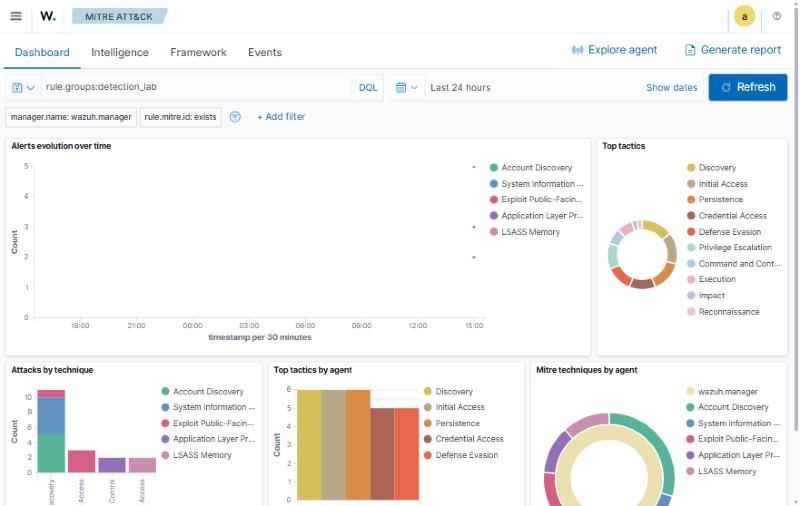 W.
MITRE ATT&CK
a
Dashboard
Intelligence
Framework
Events
Explore agent
Generate report
rule.groups:detection_lab
DQL
Last 24 hours
Show dates
Refresh
manager.name: wazuh.manager
rule.mitre.id: exists
+ Add filter
Alerts evolution over time
5
4
3
2
1
0
Count
18:00
21:00
00:00
03:00
06:00
09:00
12:00
15:00
timestamp per 30 minutes
Account Discovery
System Information ...
Exploit Public-Facin...
Application Layer Pr...
LSASS Memory
Top tactics
Discovery
Initial Access
Persistence
Credential Access
Defense Evasion
Privilege Escalation
Command and Cont...
Execution
Impact
Reconnaissance
Attacks by technique
10
8
6
4
2
0
Count
scovery
Access
Control
Access
Account Discovery
System Information ...
Exploit Public-Facin...
Application Layer Pr...
LSASS Memory
Top tactics by agent
6
5
4
3
2
1
0
Count
Discovery
Initial Access
Persistence
Credential Access
Defense Evasion
Mitre techniques by agent
wazuh.manager
Account Discovery
System Information ...
Exploit Public-Facin...
Application Layer Pr...
LSASS Memory